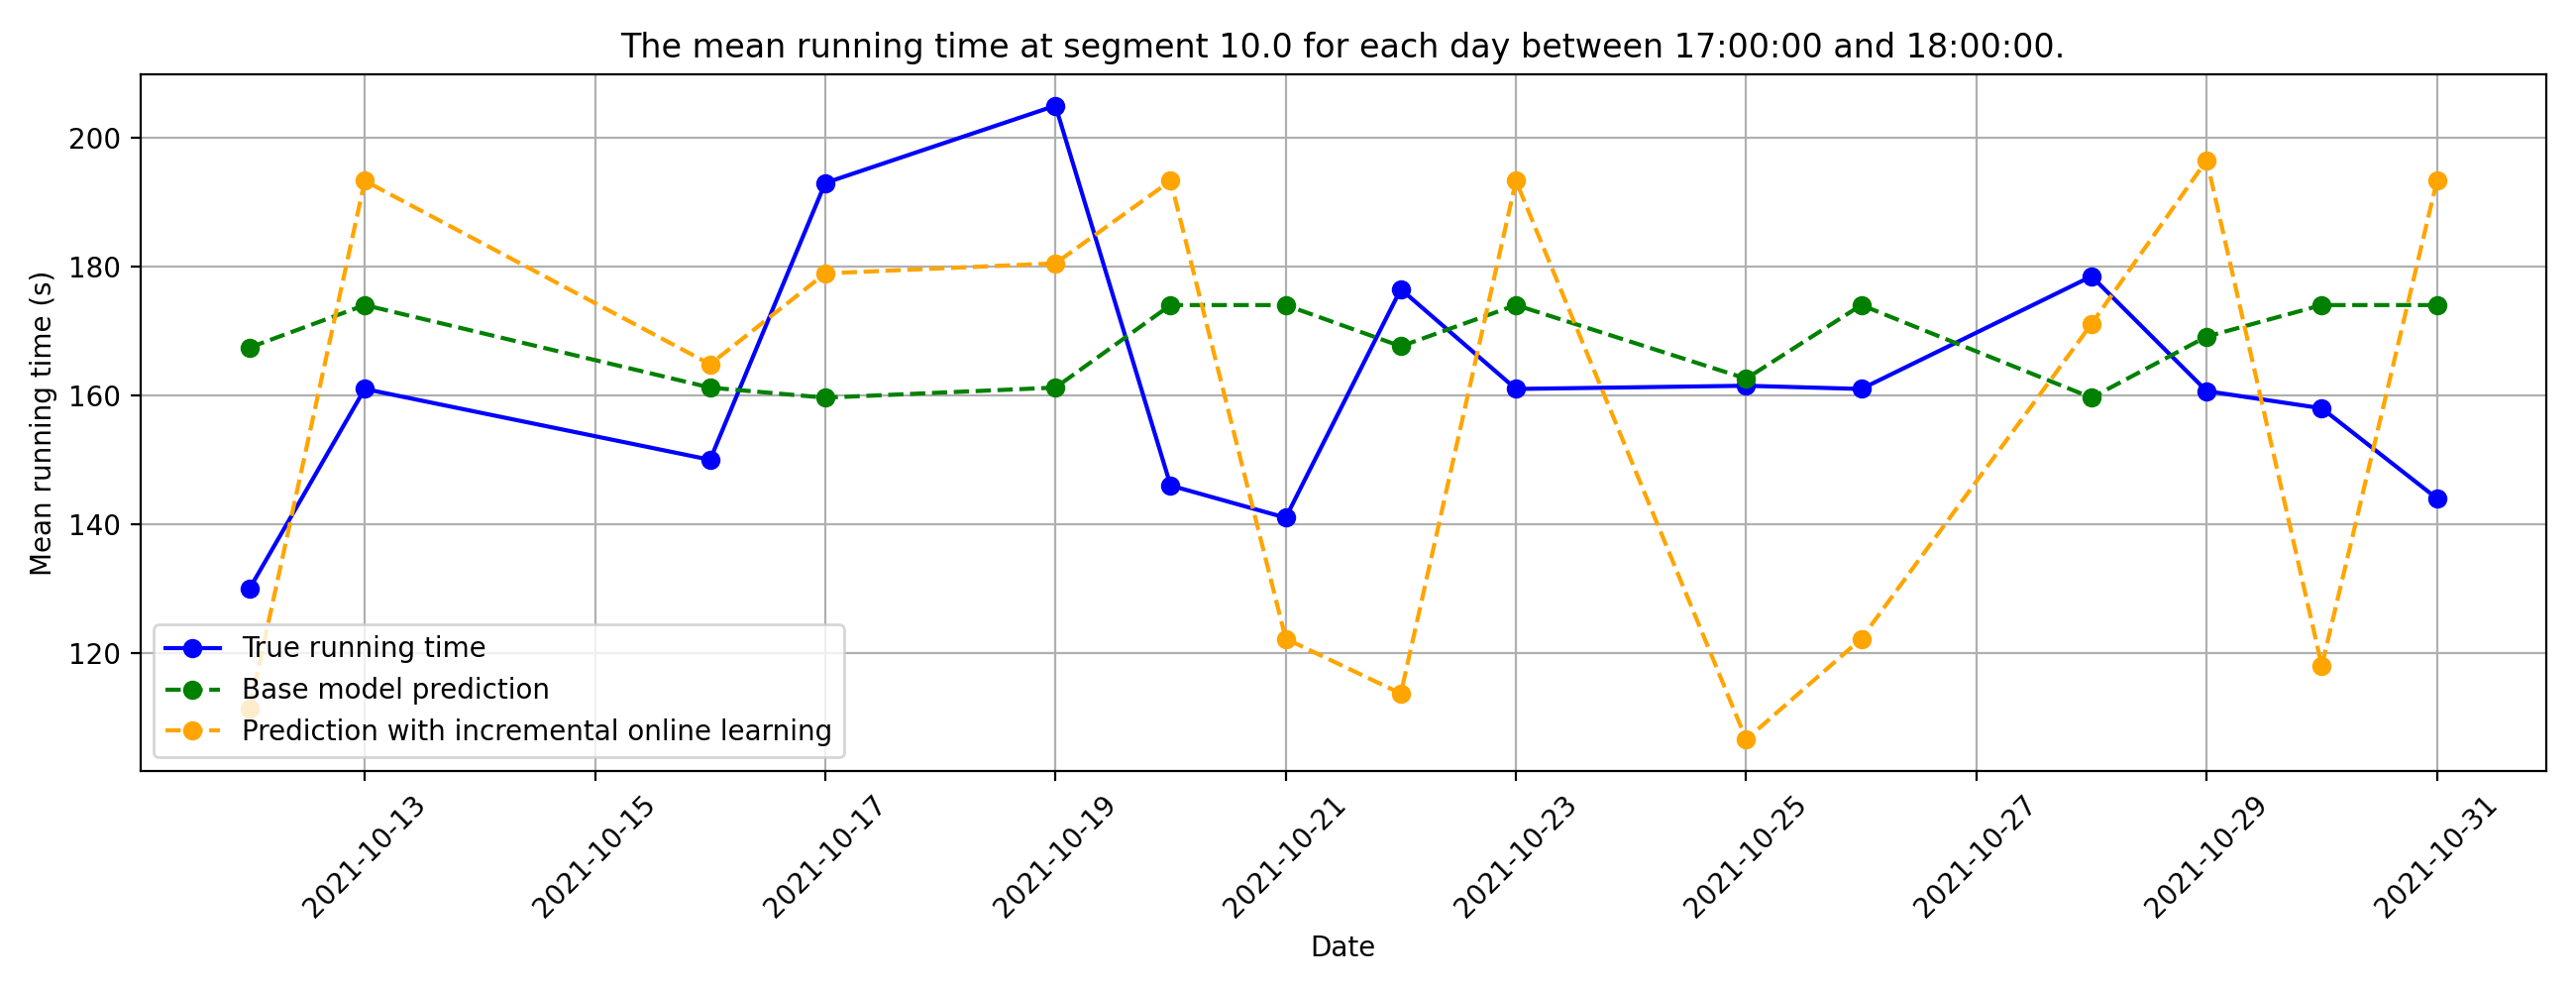 The mean running time at segment 10.0 for each day between 17:00:00 and 18:00:00.
Mean running time (s)
200
180
160
140
120
True running time
Base model prediction
Prediction with incremental online learning
2021-10-13
2021-10-15
2021-10-17
2021-10-19
2021-10-21
2021-10-23
2021-10-25
2021-10-27
2021-10-29
2021-10-31
Date